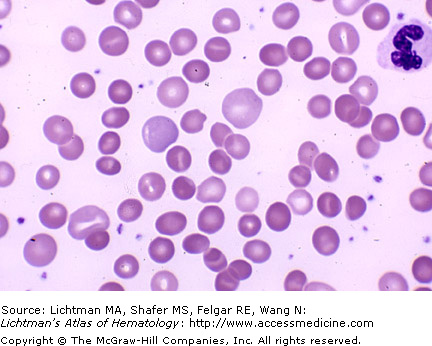 Source: Lichtman MA, Shafer MS, Felgar RE, Wang N:
Lichtman's Atlas of Hematology: http://www.accessmedicine.com
Copyright © The McGraw-Hill Companies, Inc. All rights reserved.